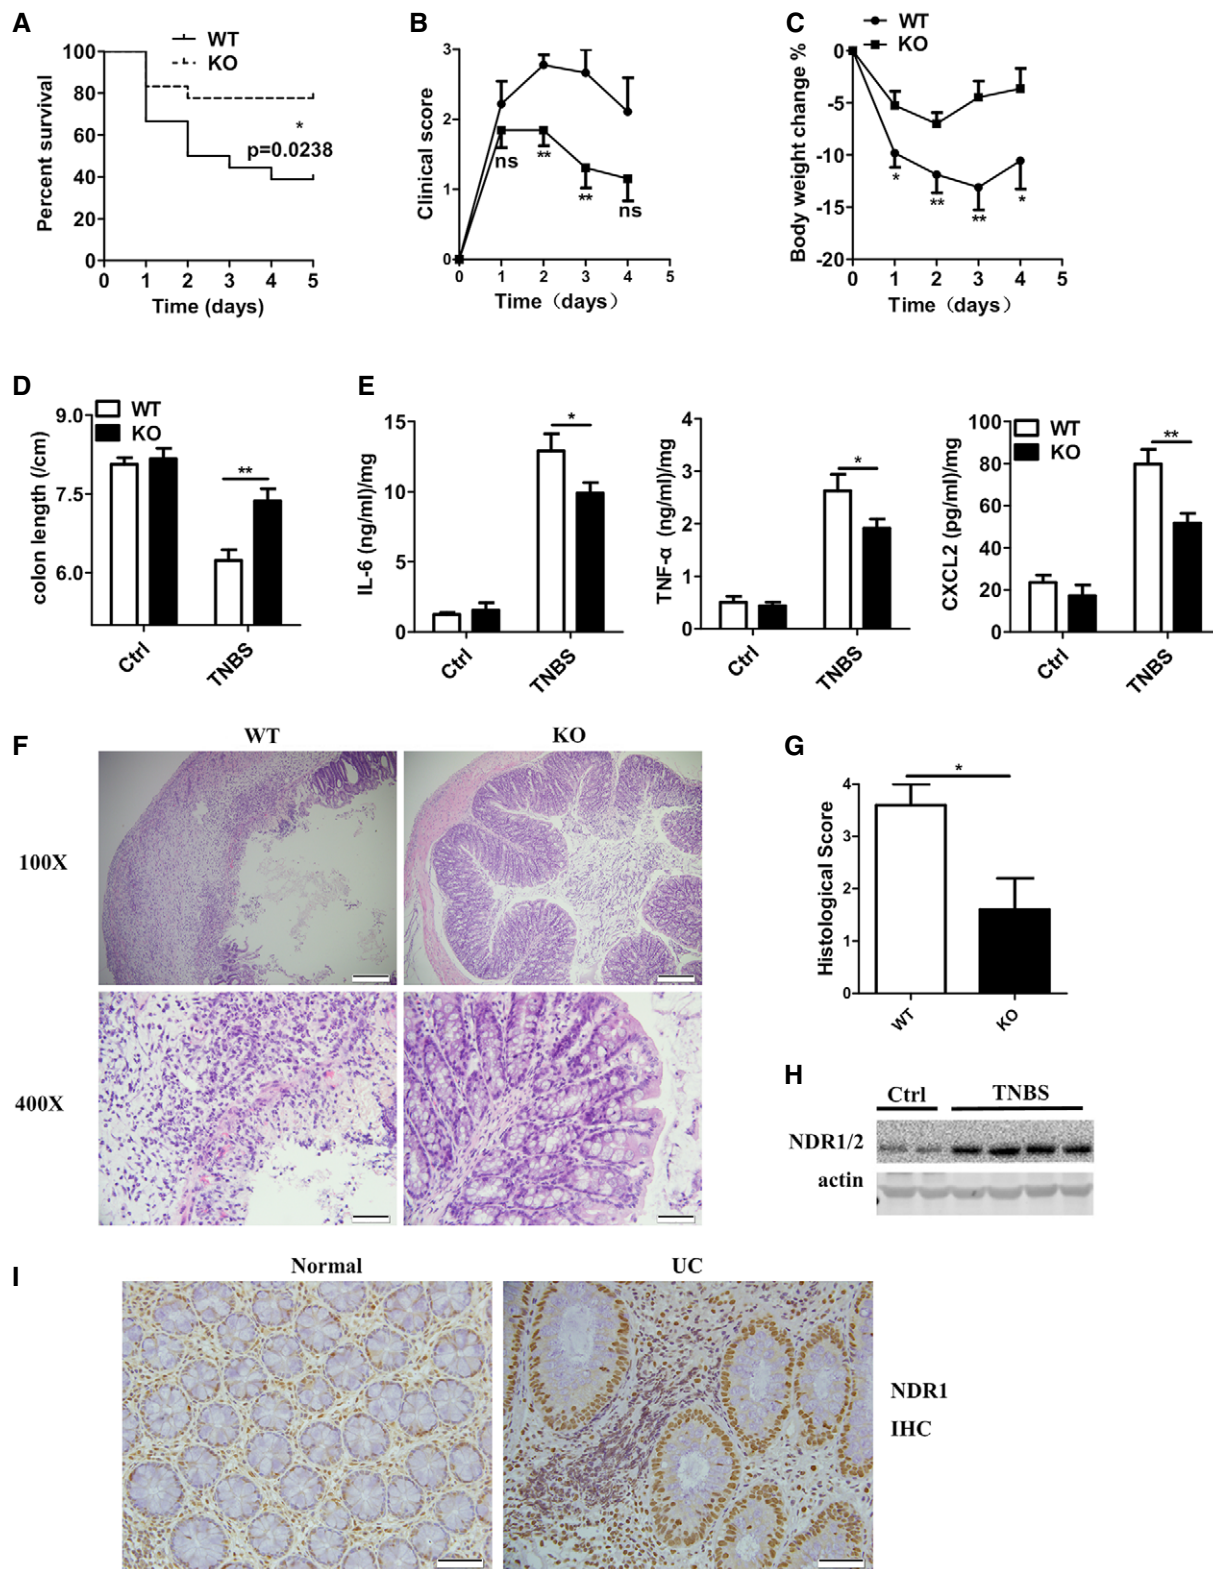 A
WT
KO
Percent survival
100
80
60
40
20
0
*
p=0.0238
0 1 2 3 4 5
Time (days)
B
Clinical score
3
2
1
0
ns
**
**
ns
0 1 2 3 4 5
Time（days）
C
WT
KO
Body weight change %
0
-5
-10
-15
-20
*
**
**
*
0 1 2 3 4 5
Time（days）
D
WT
KO
colon length (/cm)
9.0
7.5
6.0
**
Ctrl
TNBS
E
IL-6 (ng/ml)/mg
15
10
5
0
*
Ctrl
TNBS
TNF-α (ng/ml)/mg
4
3
2
1
0
*
Ctrl
TNBS
CXCL2 (pg/ml)/mg
100
80
60
40
20
0
WT
KO
**
Ctrl
TNBS
F
WT
KO
100X
400X
G
Histological Score
4
3
2
1
0
*
WT
KO
H
Ctrl
TNBS
NDR1/2
actin
I
Normal
UC
NDR1
IHC